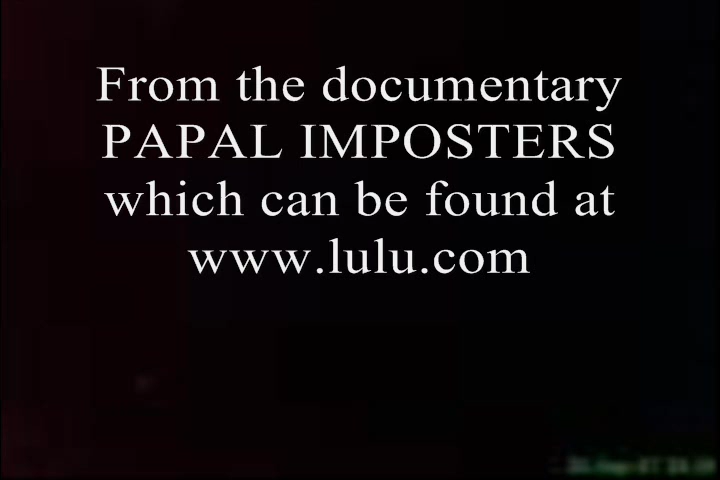 From the documentary
PAPAL IMPOSTERS
which can be found at
www.lulu.com